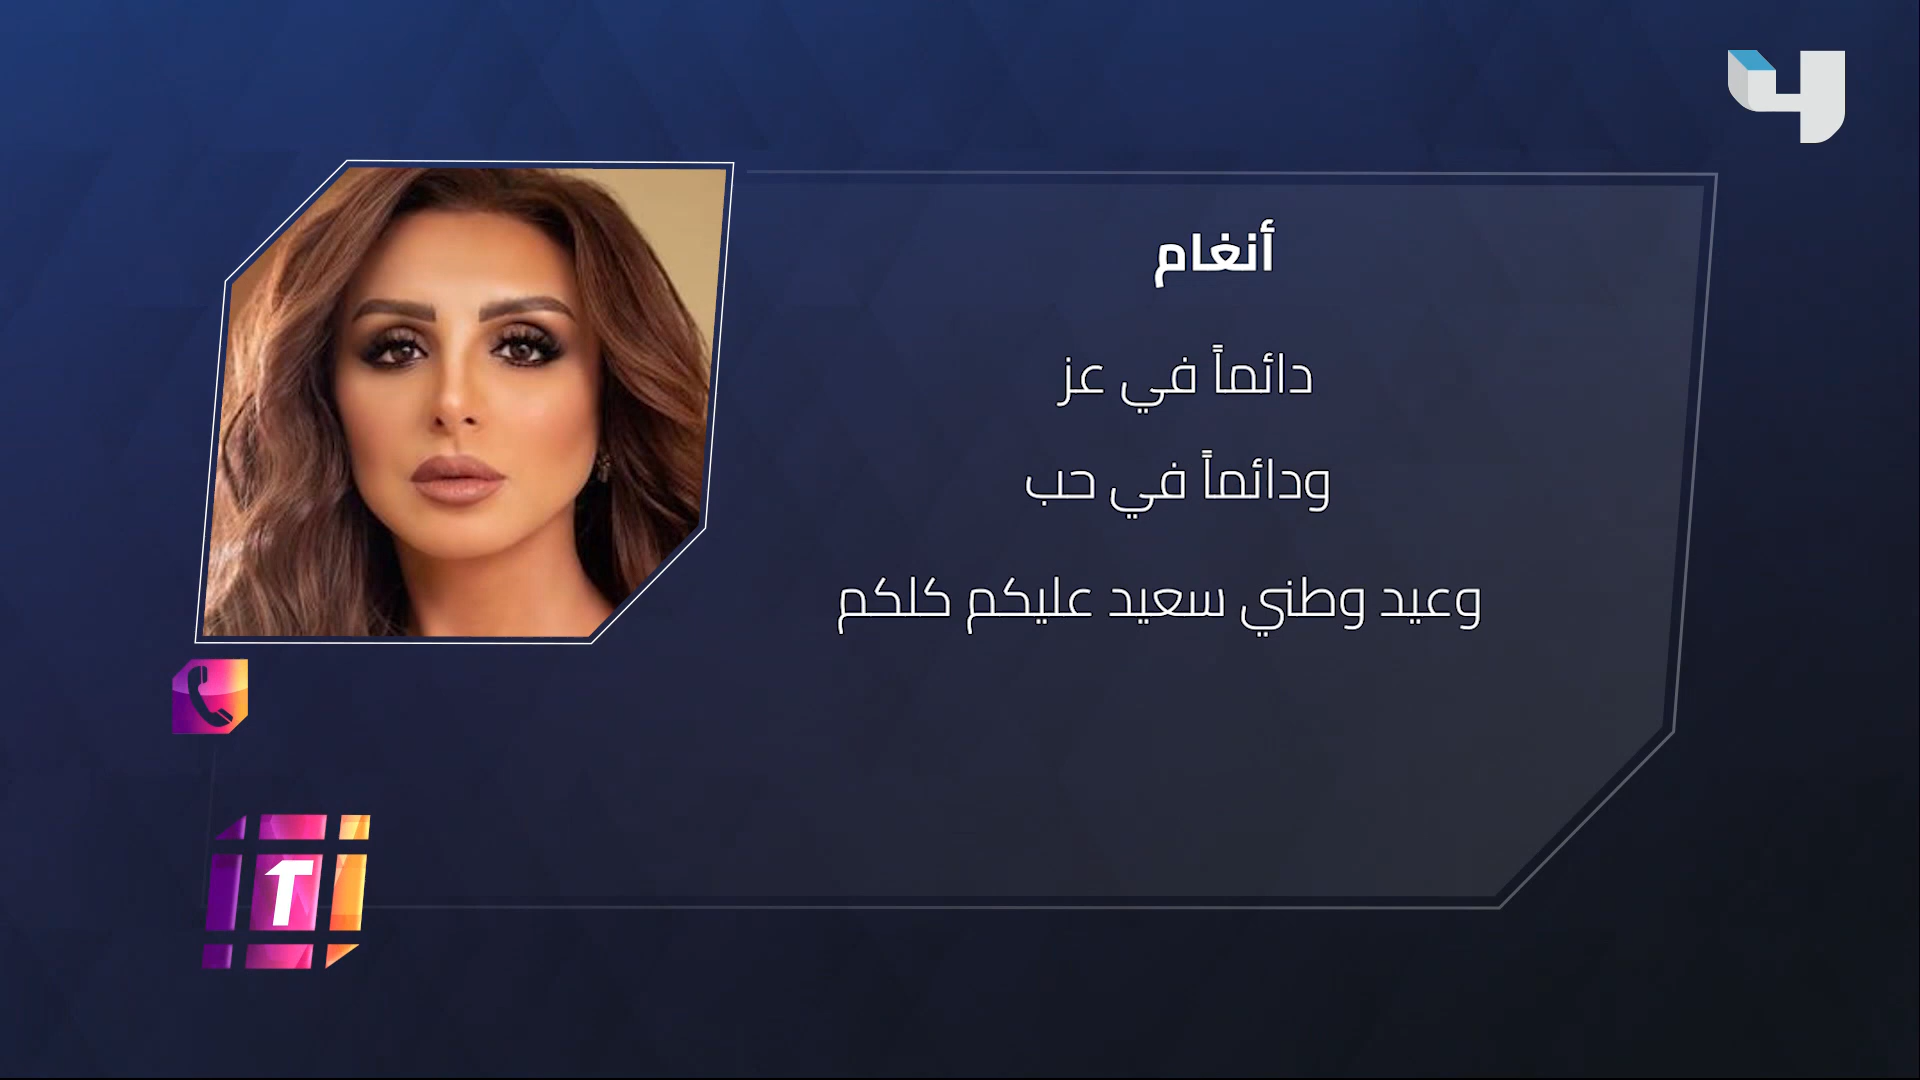 أنغام
دائماً في عز
ودائماً في حب
وعيد وطني سعيد عليكم كلكم
T